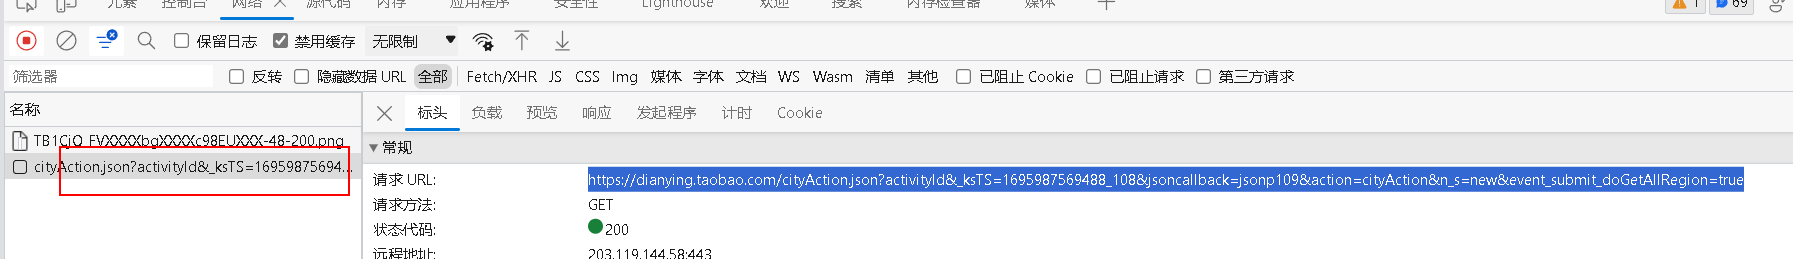 元素 控制台 网络 源代码 内存 应用程序 安全性 Lighthouse 欢迎 搜索 内存检查器 媒体 1 69
保留日志 禁用缓存 无限制
筛选器 反转 隐藏数据 URL 全部 Fetch/XHR JS CSS Img 媒体 字体 文档 WS Wasm 清单 其他 已阻止 Cookie 已阻止请求 第三方请求
名称 标头 负载 预览 响应 发起程序 计时 Cookie
TB1CjQ_FVXXXXbgXXXXc98EUXXX-48-200.png
常规
cityAction.json?activityId&_ksTS=16959875694...
请求 URL: https://dianying.taobao.com/cityAction.json?activityId&_ksTS=1695987569488_108&jsoncallback=jsonp109&action=cityAction&n_s=new&event_submit_doGetAllRegion=true
请求方法: GET
状态代码: 200
远程地址: 203.119.144.58:443